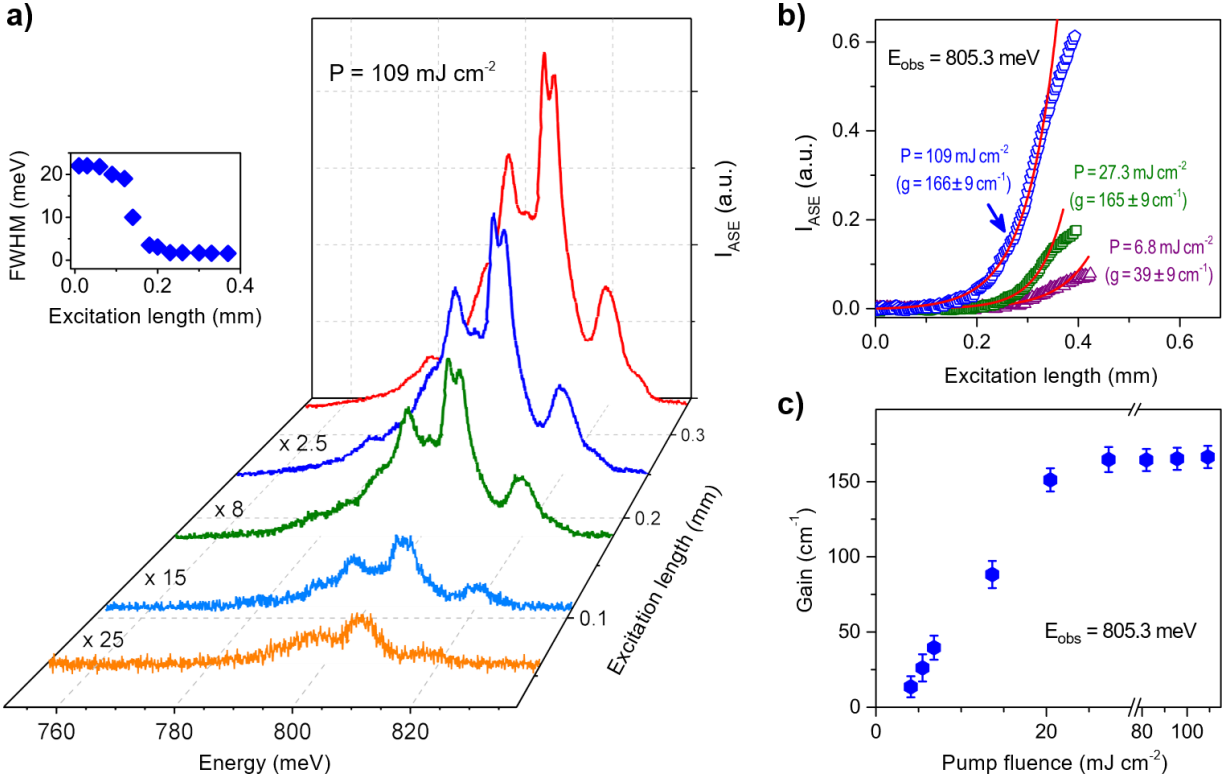 a)
P = 109 mJ cm-2
FWHM (meV)
20
10
0
0.0
0.2
0.4
Excitation length (mm)
IASE (a.u.)
x 2.5
x 8
x 15
x 25
0.3
0.2
0.1
Excitation length (mm)
760
780
800
820
Energy (meV)
b)
Eobs = 805.3 meV
IASE (a.u.)
0.6
0.4
0.2
0.0
P = 109 mJ cm-2
(g = 166± 9 cm-1)
P = 27.3 mJ cm-2
(g = 165± 9 cm-1)
P = 6.8 mJ cm-2
(g = 39± 9 cm-1)
0.0
0.2
0.4
0.6
Excitation length (mm)
c)
Gain (cm-1)
150
100
50
0
Eobs = 805.3 meV
0
20
80
100
Pump fluence (mJ cm-2)